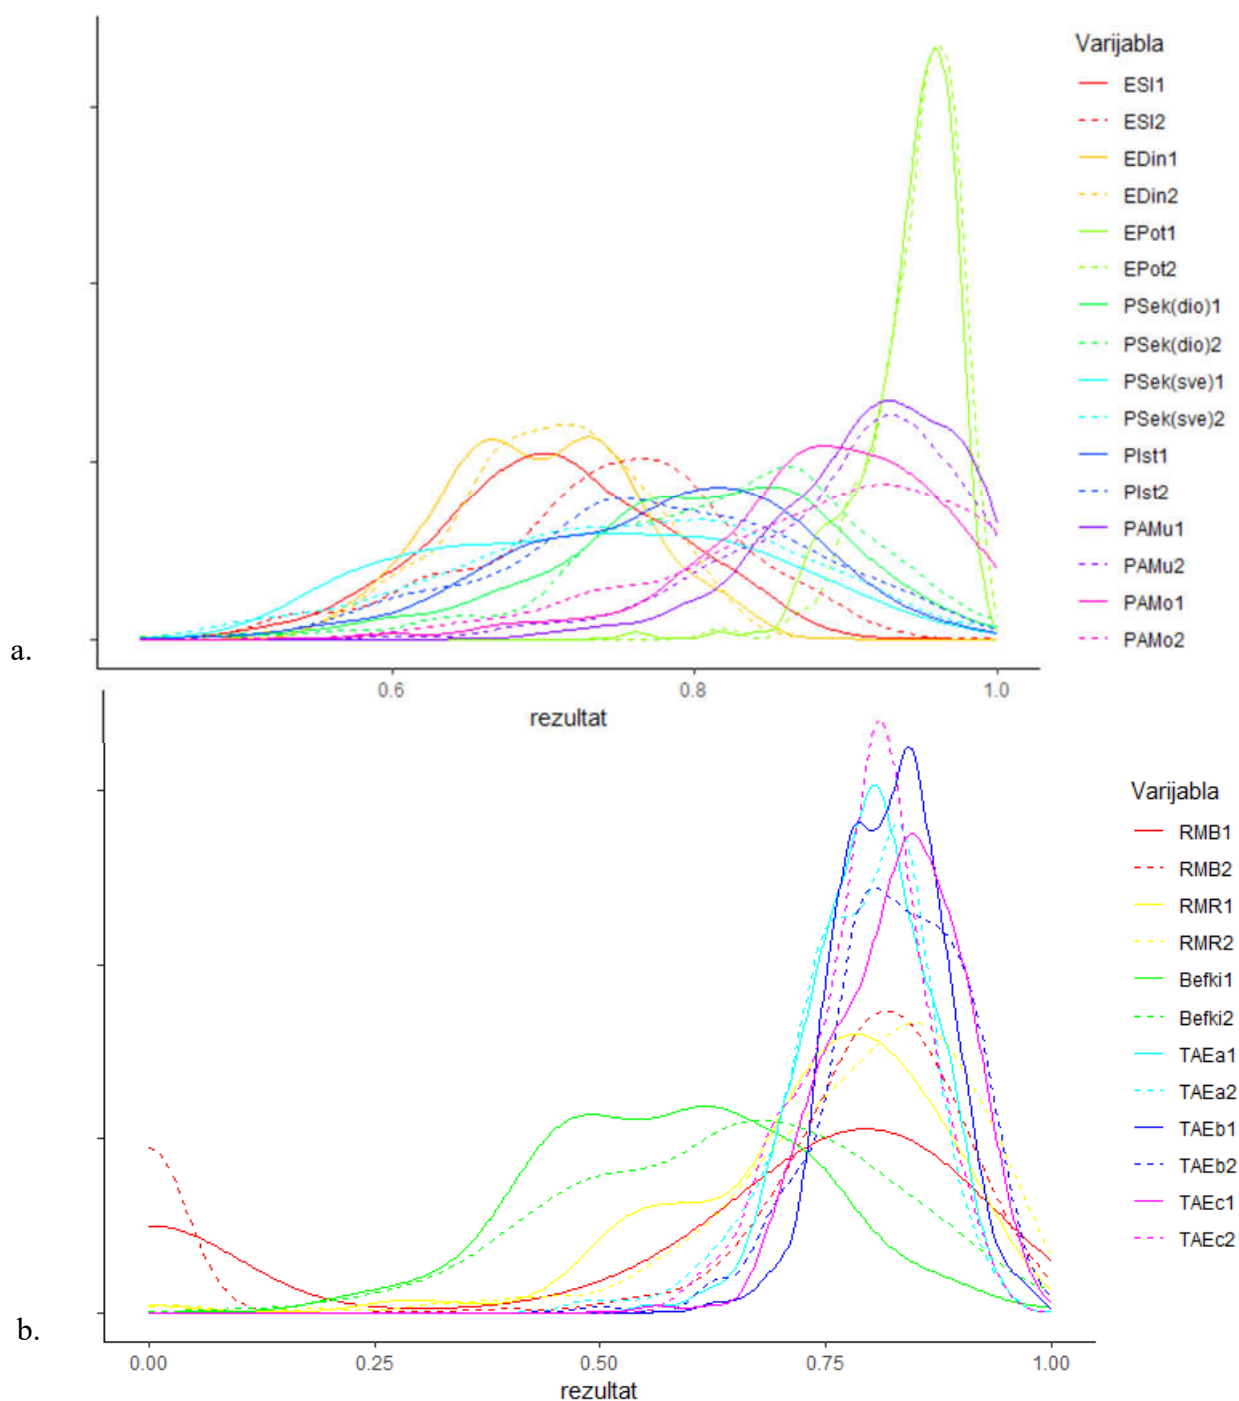 Varijabla
ESI1
ESI2
EDin1
EDin2
EPot1
EPot2
PSek(dio)1
PSek(dio)2
PSek(sve)1
PSek(sve)2
PIst1
PIst2
PAMu1
PAMu2
PAMo1
PAMo2
a.
0.6 0.8 1.0
rezultat
Varijabla
RMB1
RMB2
RMR1
RMR2
Befki1
Befki2
TAEa1
TAEa2
TAEb1
TAEb2
TAEc1
TAEc2
b.
0.00 0.25 0.50 0.75 1.00
rezultat